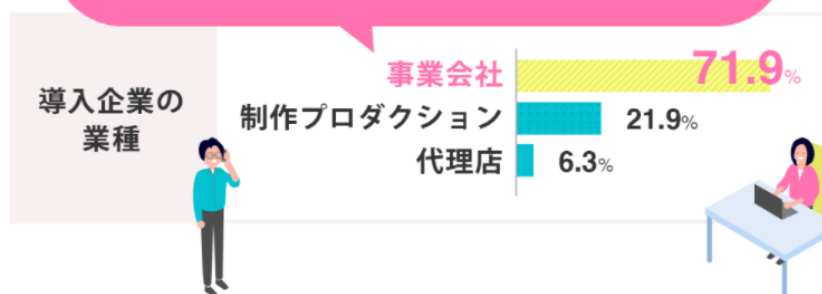 導入企業の
業種
事業会社 71.9%
制作プロダクション 21.9%
代理店 6.3%